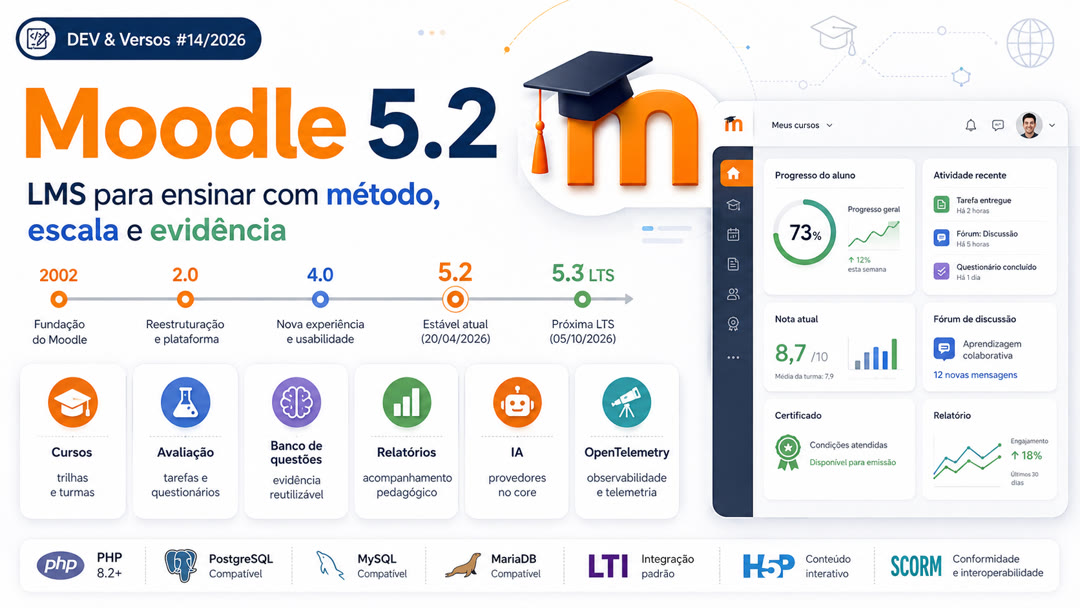 DEV & Versos #14/2026
Moodle 5.2
LMS para ensinar com método,
escala e evidência
2002
Fundação
do Moodle
2.0
Reestruturação
e plataforma
4.0
Nova experiência
e usabilidade
5.2
Estável atual
(20/04/2026)
5.3 LTS
Próxima LTS
(05/10/2026)
Cursos
trilhas
e turmas
Avaliação
tarefas e
questionários
Banco de
questões
evidência
reutilizável
Relatórios
acompanhamento
pedagógico
IA
provedores
no core
OpenTelemetry
observabilidade
e telemetria
m
m
Meus cursos
Progresso do aluno
73%
Progresso geral
↑ 12%
esta semana
Atividade recente
Tarefa entregue
Há 2 horas
Fórum: Discussão
Há 5 horas
Questionário concluído
Há 1 dia
Nota atual
8,7 /10
Média da turma: 7,9
Fórum de discussão
Aprendizagem
colaborativa
12 novas mensagens
Certificado
Condições atendidas
Disponível para emissão
Relatório
Engajamento
↑ 18%
Últimos 30
dias
php
PHP
8.2+
PostgreSQL
Compatível
MySQL
Compatível
MariaDB
Compatível
LTI
Integração
padrão
H5P
Conteúdo
interativo
SCORM
Conformidade
e interoperabilidade